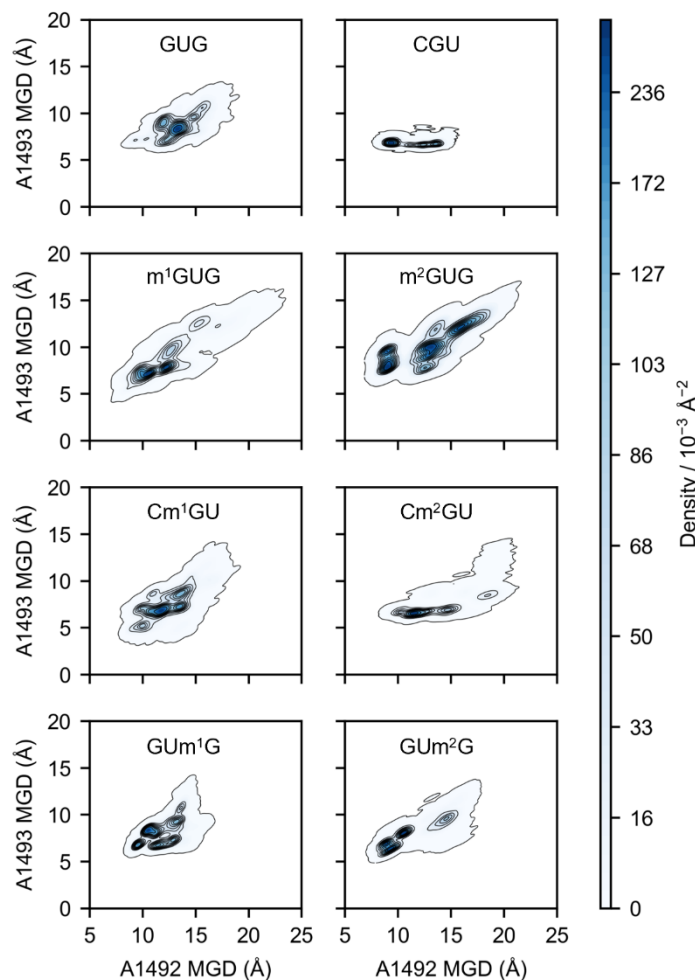 GUG
CGU
A1493 MGD (Å)
20
15
10
5
0
m¹GUG
m²GUG
A1493 MGD (Å)
20
15
10
5
0
Cm¹GU
Cm²GU
A1493 MGD (Å)
20
15
10
5
0
GUm¹G
GUm²G
A1493 MGD (Å)
20
15
10
5
0
5 10 15 20 25
5 10 15 20 25
A1492 MGD (Å)
A1492 MGD (Å)
236
172
127
103
86
68
50
33
16
0
Density / 10⁻³ Å⁻²